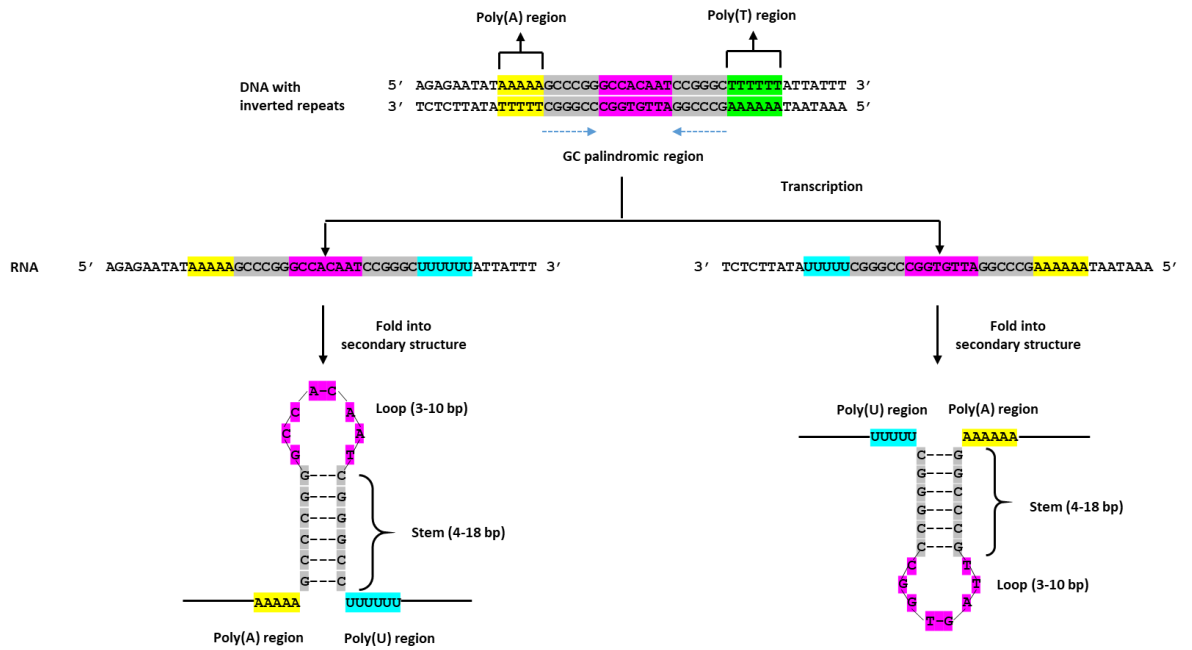 Poly(A) region
Poly(T) region
DNA with
inverted repeats
5' AGAGAATATAAAAAGCCCGGGCCACAATCCGGGCTTTTTTATTATTT 3'
3' TCTCTTATATTTTTCGGGCCCGGTGTTAGGCCCGAAAAAATAATAAA 5'
GC palindromic region
Transcription
RNA
5' AGAGAATATAAAAAGCCCGGGCCACAATCCGGGCUUUUUUATTATTT 3'
3' TCTCTTATAUUUUUCGGGCCCGGTGTTAGGCCCGAAAAAATAATAAA 5'
Fold into
secondary structure
Fold into
secondary structure
A-C
C A
C A
G T
Loop (3-10 bp)
G---C
G---G
C---G
C---G
C---C
G---C
Stem (4-18 bp)
AAAAA UUUUUU
Poly(A) region
Poly(U) region
Poly(U) region
Poly(A) region
UUUUU AAAAAA
C---G
G---G
G---C
G---C
C---G
Stem (4-18 bp)
C T
G T
G A
T-G
Loop (3-10 bp)